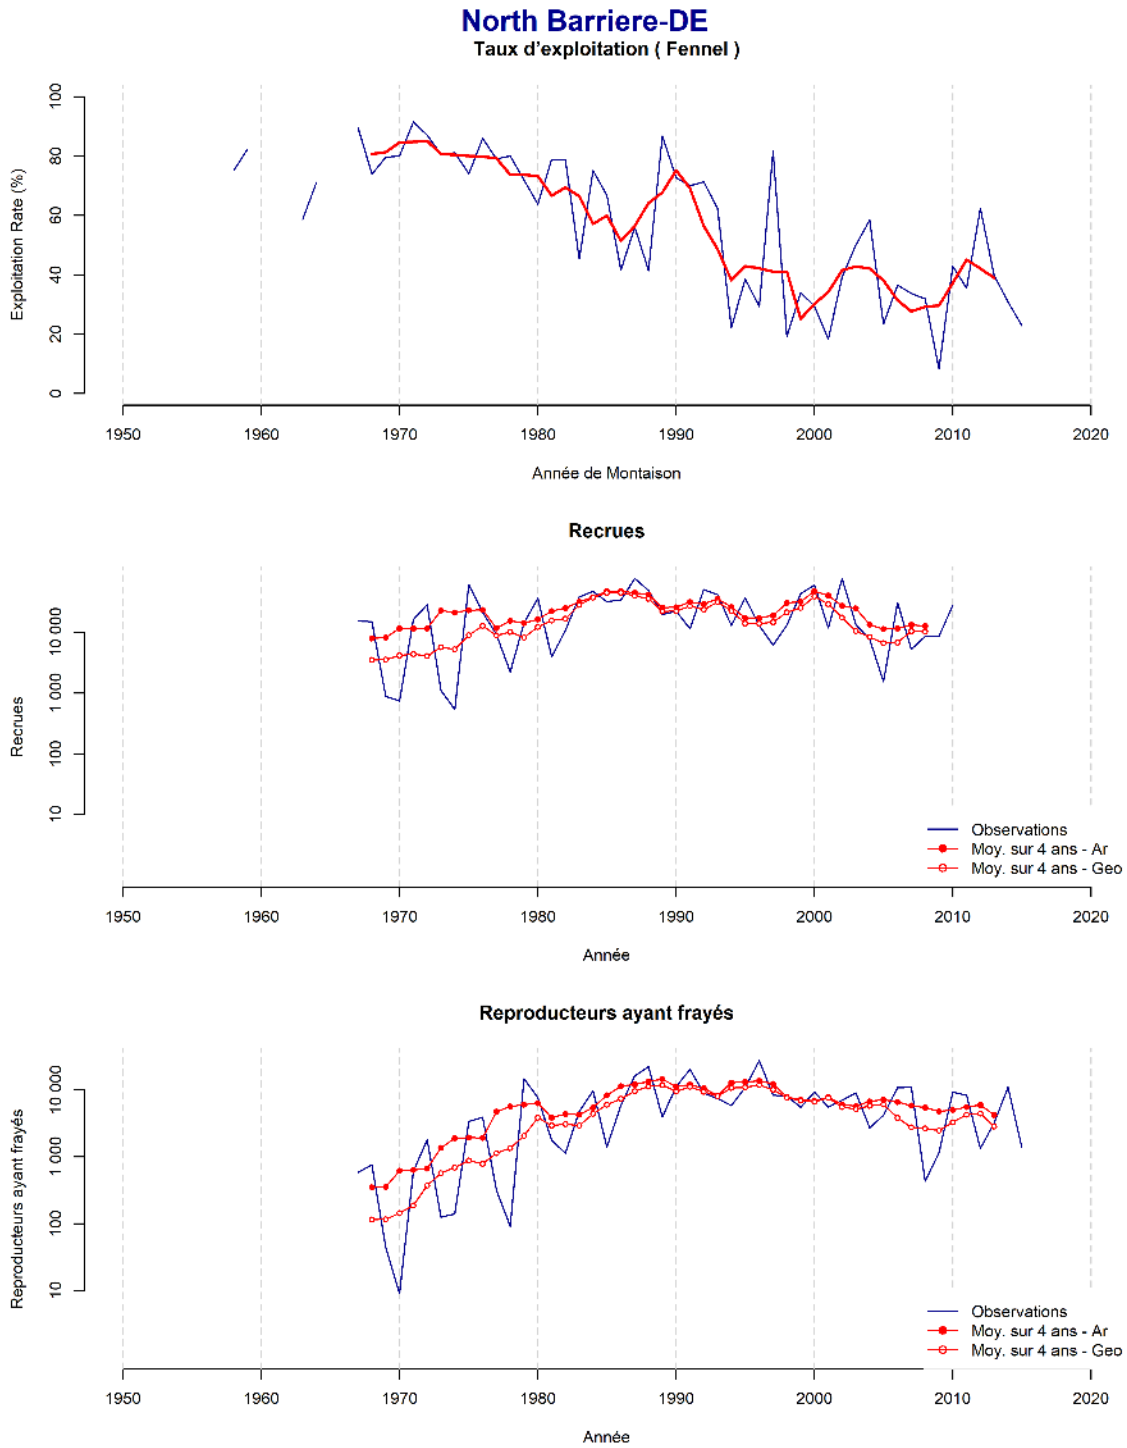 North Barriere-DE
Taux d'exploitation ( Fennel )
Exploitation Rate (%)
100
80
60
40
20
0
1950 1960 1970 1980 1990 2000 2010 2020
Année de Montaison
Recrues
Recrues
10 000
1 000
100
10
Observations
Moy. sur 4 ans - Ar
Moy. sur 4 ans - Geo
1950 1960 1970 1980 1990 2000 2010 2020
Année
Reproducteurs ayant frayés
Reproducteurs ayant frayés
10 000
1 000
100
10
Observations
Moy. sur 4 ans - Ar
Moy. sur 4 ans - Geo
1950 1960 1970 1980 1990 2000 2010 2020
Année